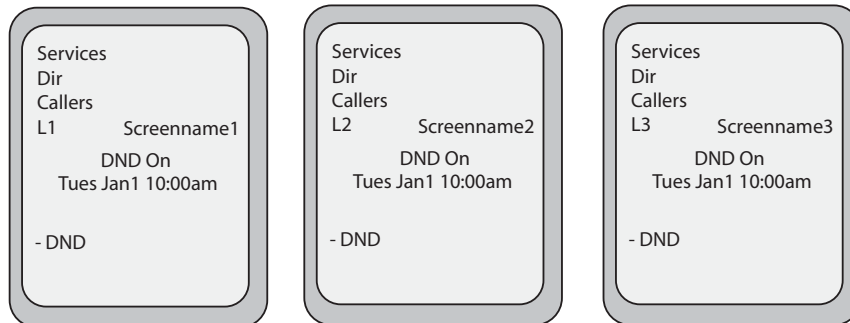 Services
Dir
Callers
L1 Screenname1
DND On
Tues Jan1 10:00am
- DND
Services
Dir
Callers
L2 Screenname2
DND On
Tues Jan1 10:00am
- DND
Services
Dir
Callers
L3 Screenname3
DND On
Tues Jan1 10:00am
- DND